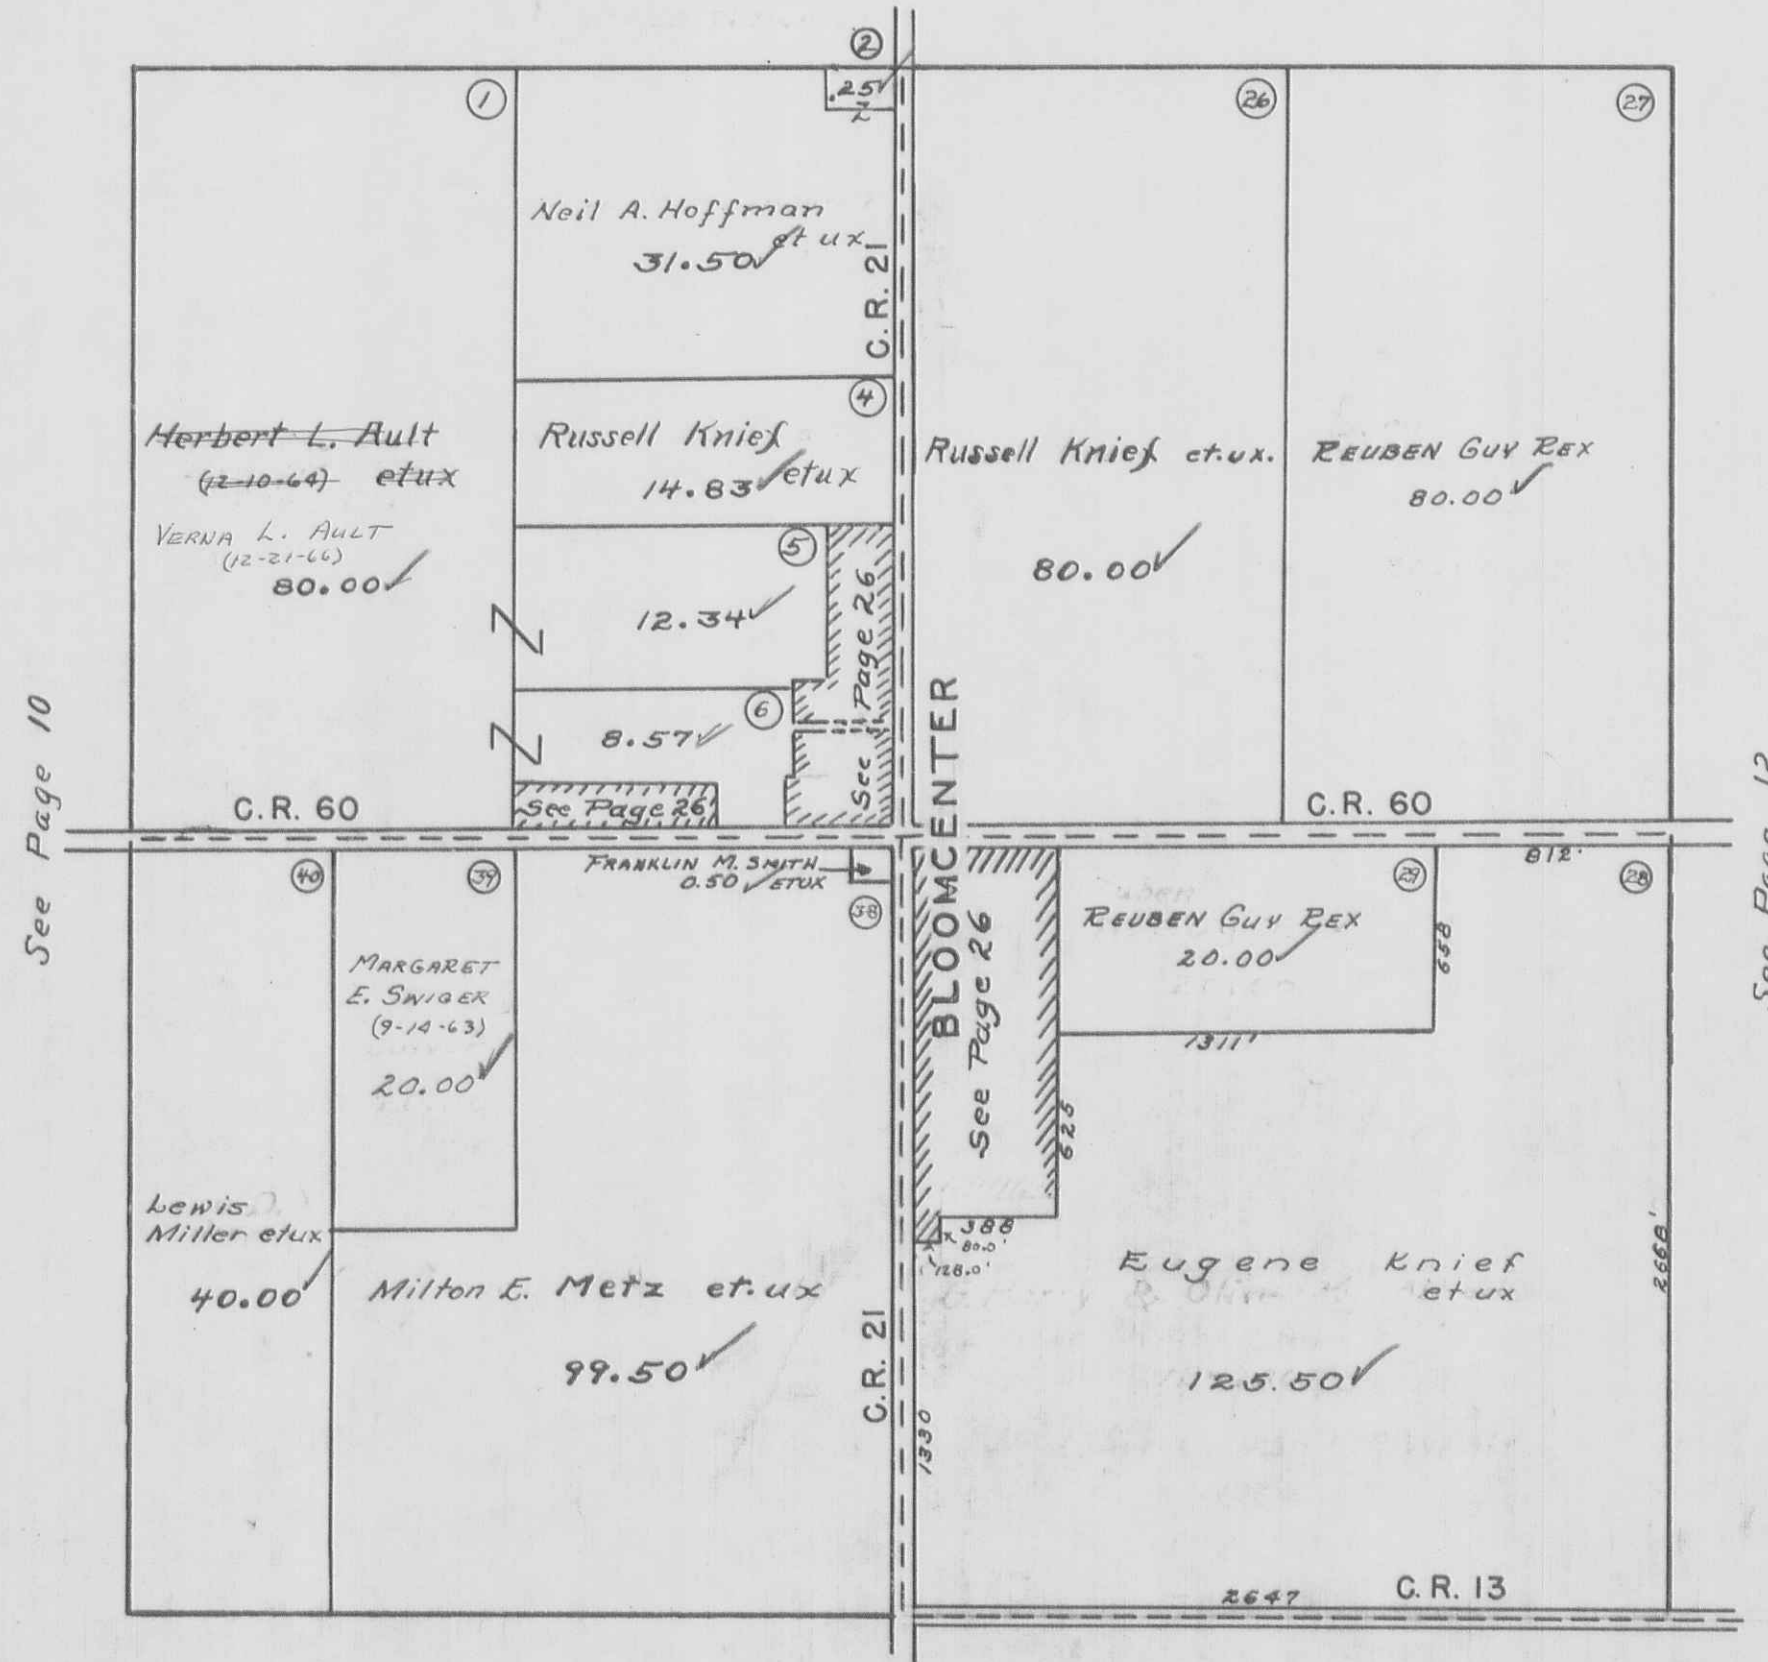 2
1
.25
26
27
Neil A. Hoffman
et ux
31.50
C.R. 21
4
Herbert L. Ault
(12-10-64) etux
VERNA L. AULT
(12-21-66)
80.00
Russell Knief
etux
14.83
Russell Knief et.ux.
80.00
REUBEN GUY REX
80.00
5
12.34
See Page 26
6
8.57
See Page 26
See Page 10
C.R. 60
BLOOMCENTER
C.R. 60
40
39
FRANKLIN M. SMITH
0.50 ETUX
38
MARGARET
E. SWIGER
(9-14-63)
20.00
See Page 26
29
812'
28
REUBEN GUY REX
20.00
658
1311'
625
388
80.0'
128.0'
Lewis
Miller etux
40.00
Milton E. Metz et.ux
99.50
C.R. 21
1330
Eugene Knief
et ux
125.50
2668'
2647
C.R. 13
See Page 12